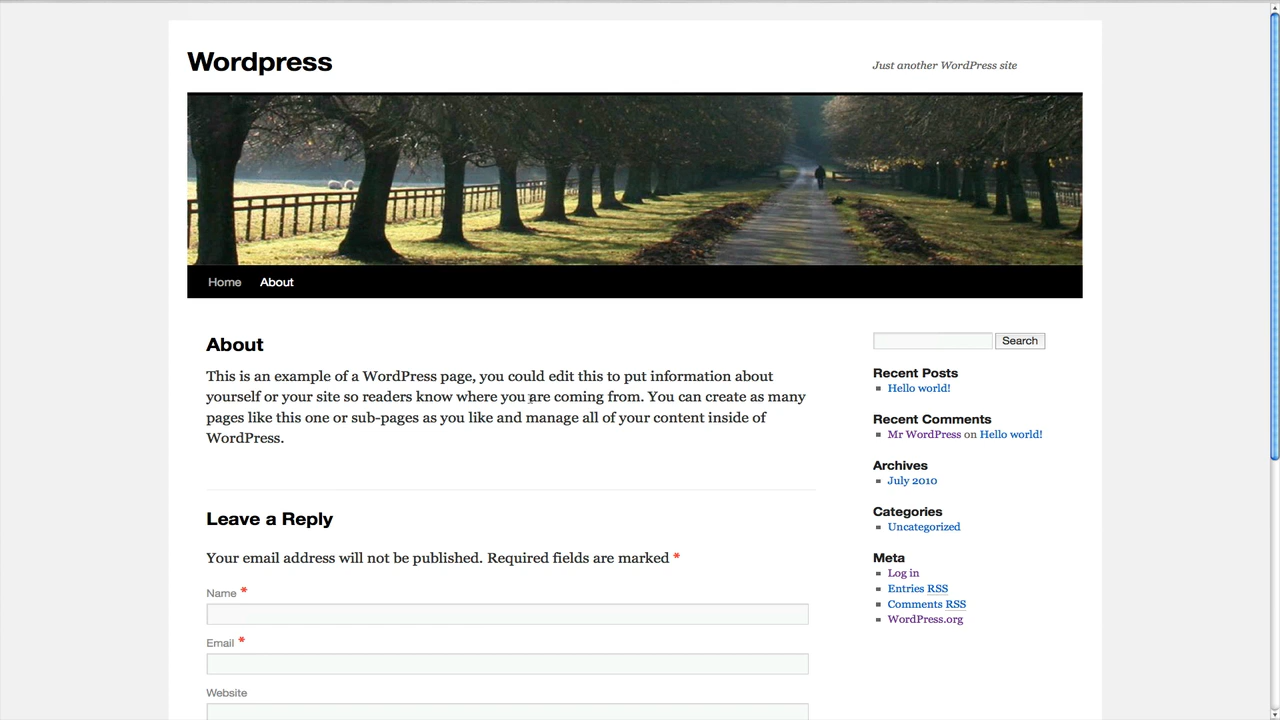 Wordpress
Just another WordPress site
Home About
About
This is an example of a WordPress page, you could edit this to put information about
yourself or your site so readers know where you are coming from. You can create as many
pages like this one or sub-pages as you like and manage all of your content inside of
WordPress.
Leave a Reply
Your email address will not be published. Required fields are marked *
Name *
Email *
Website
Search
Recent Posts
Hello world!
Recent Comments
Mr WordPress on Hello world!
Archives
July 2010
Categories
Uncategorized
Meta
Log in
Entries RSS
Comments RSS
WordPress.org